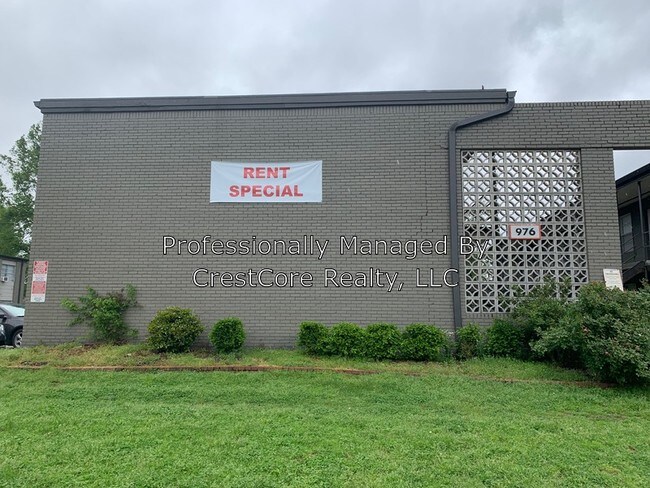 RENT
SPECIAL
976
Professionally Managed By
CrestCore Realty, LLC